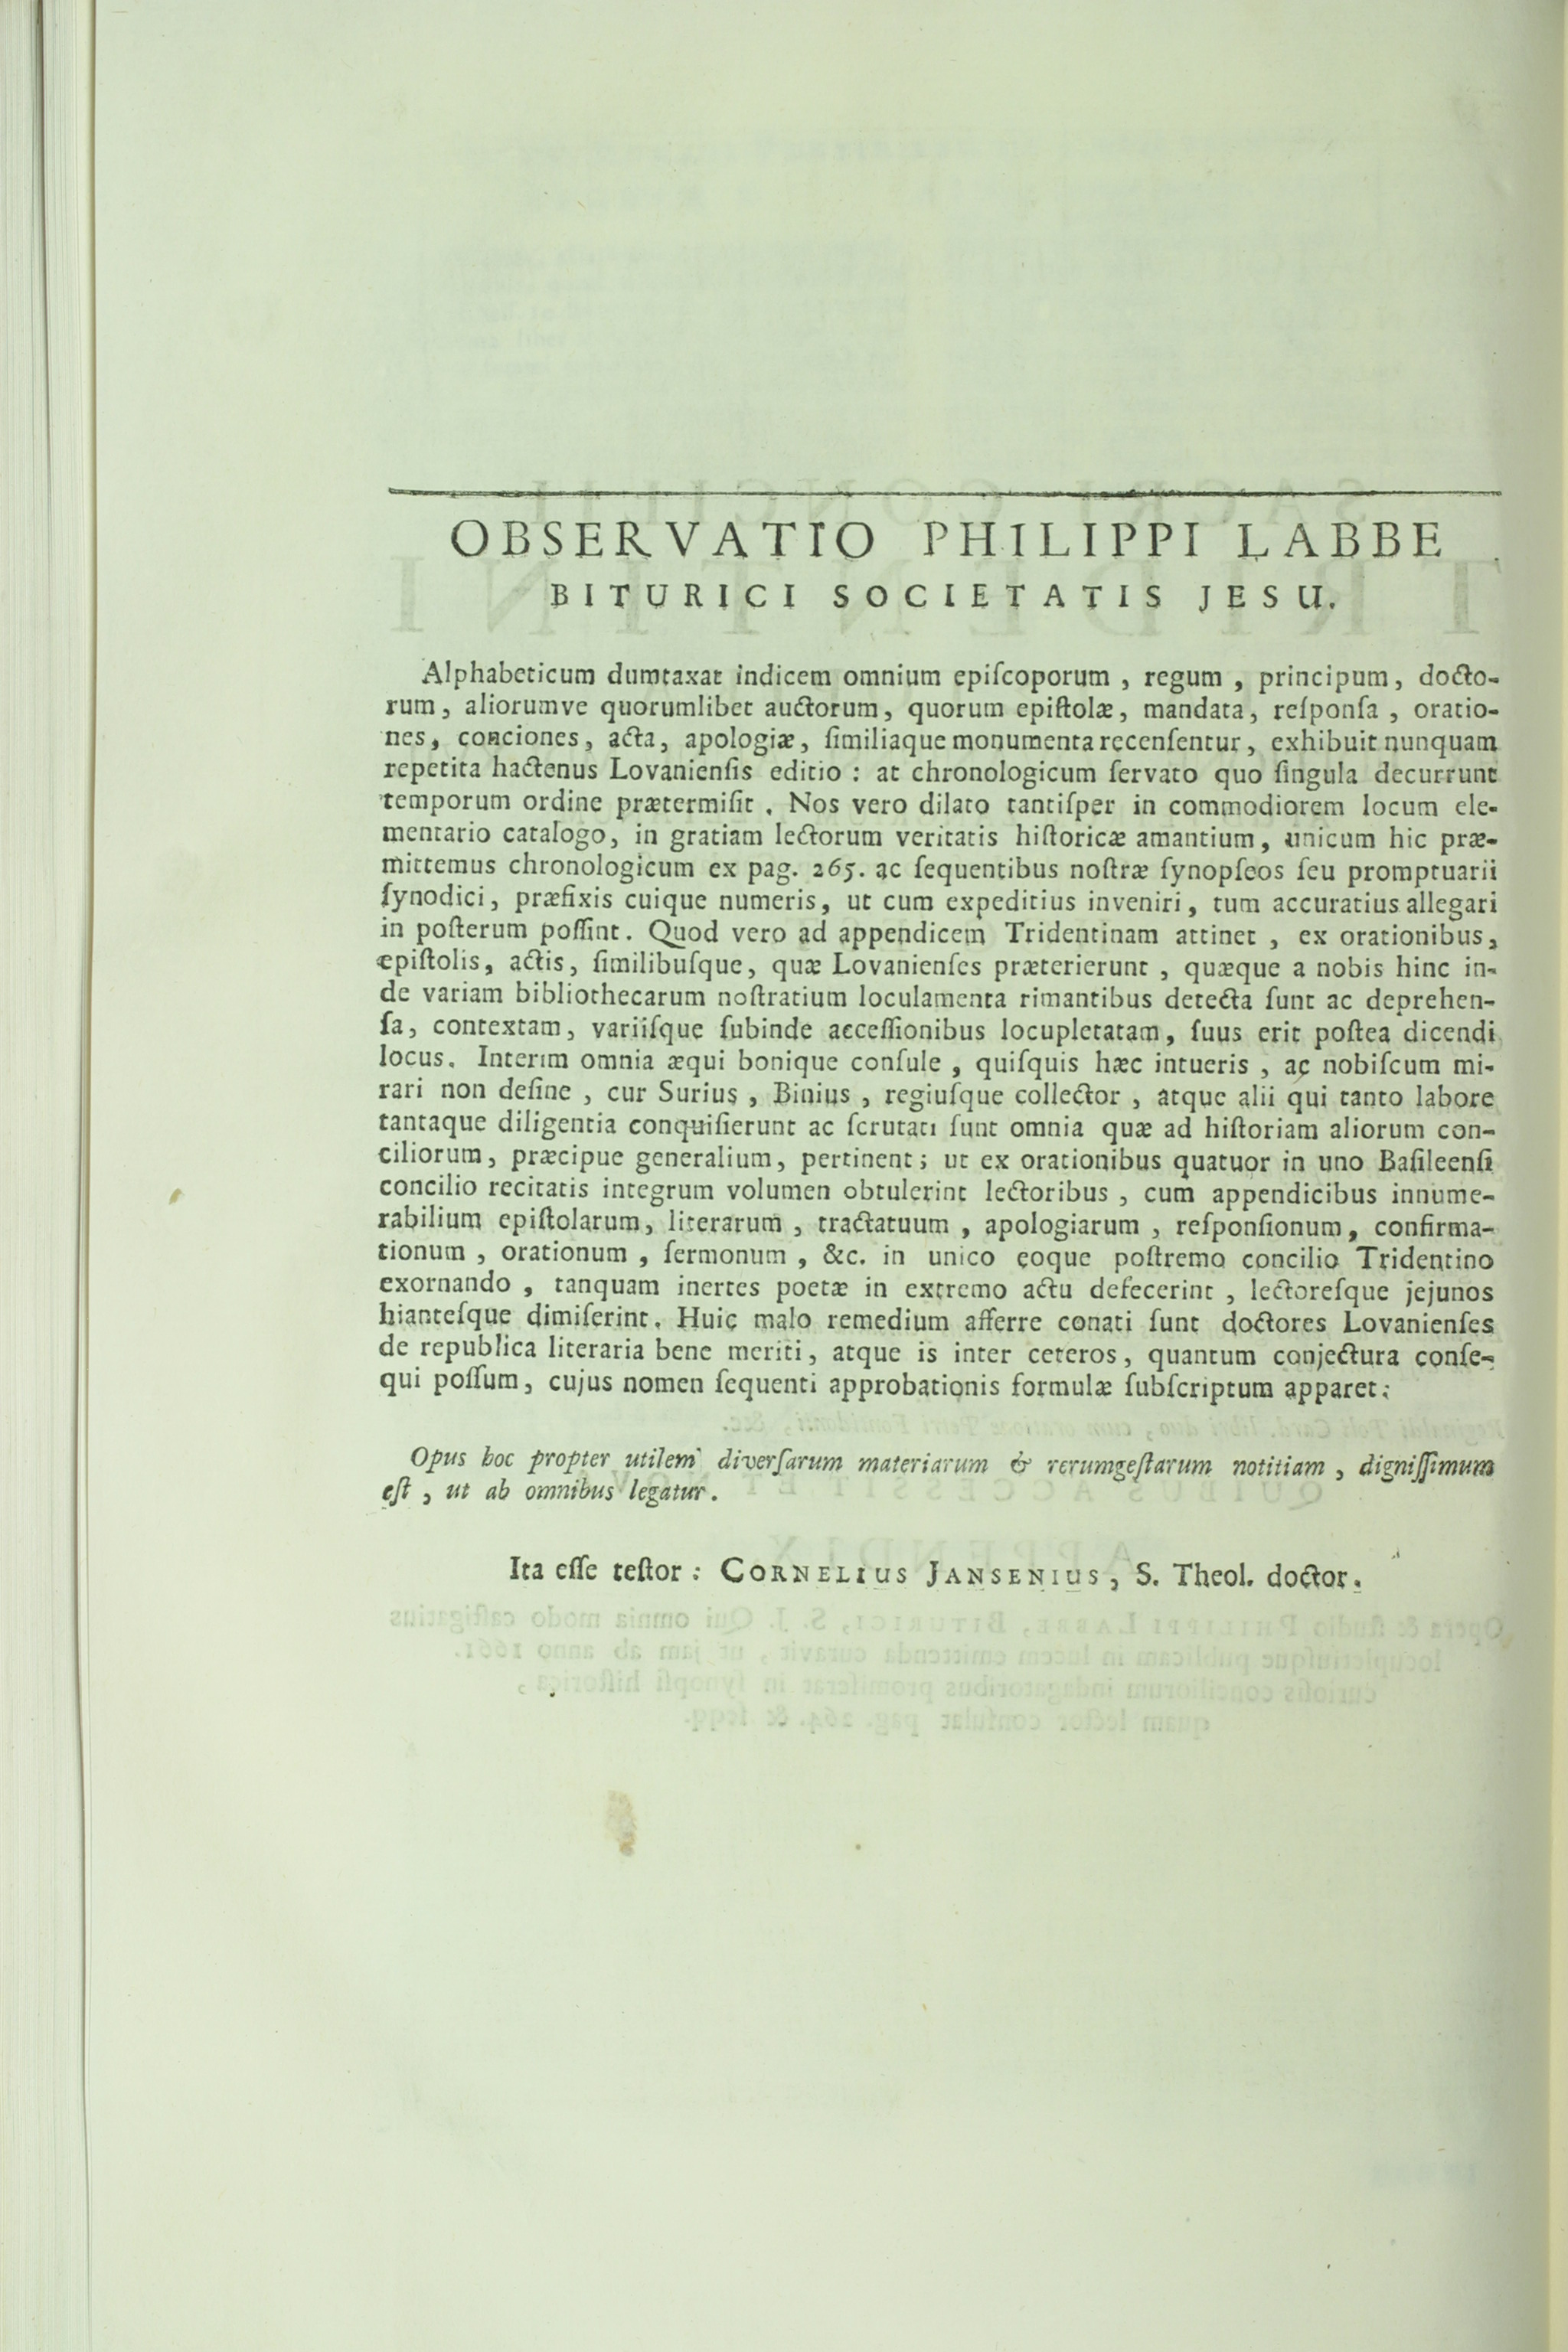 OBSERVATIO PHILIPPI LABBE
BITURICI SOCIETATIS JESU.
Alphabeticum dumtaxat indicem omnium epiſcoporum , regum , principum, docto-
rum, aliorumve quorumlibet auctorum, quorum epiſtolæ, mandata, reſponſa , oratio-
nes, conciones, acta, apologiæ, ſimiliaque monumenta recenſentur, exhibuit nunquam
repetita hactenus Lovanienſis editio : at chronologicum ſervato quo ſingula decurrunt
temporum ordine prætermiſit . Nos vero dilato tantiſper in commodiorem locum ele-
mentario catalogo, in gratiam lectorum veritatis hiſtoricæ amantium, unicum hic præ-
mittemus chronologicum ex pag. 265. ac ſequentibus noſtræ ſynopſeos ſeu promptuarii
ſynodici, præfixis cuique numeris, ut cum expeditius inveniri, tum accuratius allegari
in poſterum poſſint. Quod vero ad appendicem Tridentinam attinet , ex orationibus,
epiſtolis, actis, ſimilibuſque, quæ Lovanienſes præterierunt , quæque a nobis hinc in-
de variam bibliothecarum noſtratium loculamenta rimantibus detecta ſunt ac deprehen-
ſa, contextam, variiſque ſubinde acceſſionibus locupletatam, ſuus erit poſtea dicendi
locus. Interim omnia æqui bonique conſule , quiſquis hæc intueris , ac nobiſcum mi-
rari non deſine , cur Surius , Binius , regiuſque collector , atque alii qui tanto labore
tantaque diligentia conquiſierunt ac ſcrutati ſunt omnia quæ ad hiſtoriam aliorum con-
ciliorum, præcipue generalium, pertinent; ut ex orationibus quatuor in uno Baſileenſi
concilio recitatis integrum volumen obtulerint lectoribus , cum appendicibus innume-
rabilium epiſtolarum, literarum , tractatuum , apologiarum , reſponſionum, confirma-
tionum , orationum , ſermonum , &c. in unico eoque poſtremo concilio Tridentino
exornando , tanquam inertes poetæ in extremo actu defecerint , lectoreſque jejunos
hianteſque dimiſerint. Huic malo remedium afferre conati ſunt doctores Lovanienſes
de republica literaria bene meriti, atque is inter ceteros, quantum conjectura conſe-
qui poſſum, cujus nomen ſequenti approbationis formulæ ſubſcriptum apparet:
Opus hoc propter utilem diverſarum materiarum & rerumgeſtarum notitiam , digniſſimum
eſt , ut ab omnibus legatur .
Ita eſſe teſtor : CORNELIUS JANSENIUS, S. Theol. doctor.